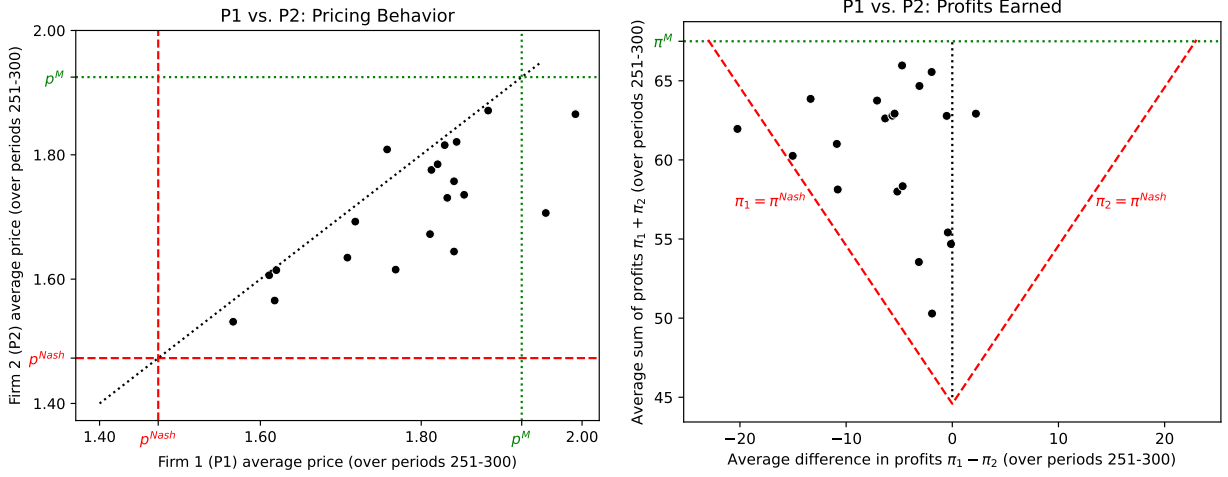 P1 vs. P2: Pricing Behavior
Firm 2 (P2) average price (over periods 251-300)
2.00
p^M
1.80
1.60
p^Nash
1.40
1.40
p^Nash
1.60
1.80
p^M
2.00
Firm 1 (P1) average price (over periods 251-300)
P1 vs. P2: Profits Earned
Average sum of profits π₁ + π₂ (over periods 251-300)
π^M
65
60
55
50
45
π₁ = π^Nash
π₂ = π^Nash
−20
−10
0
10
20
Average difference in profits π₁ − π₂ (over periods 251-300)